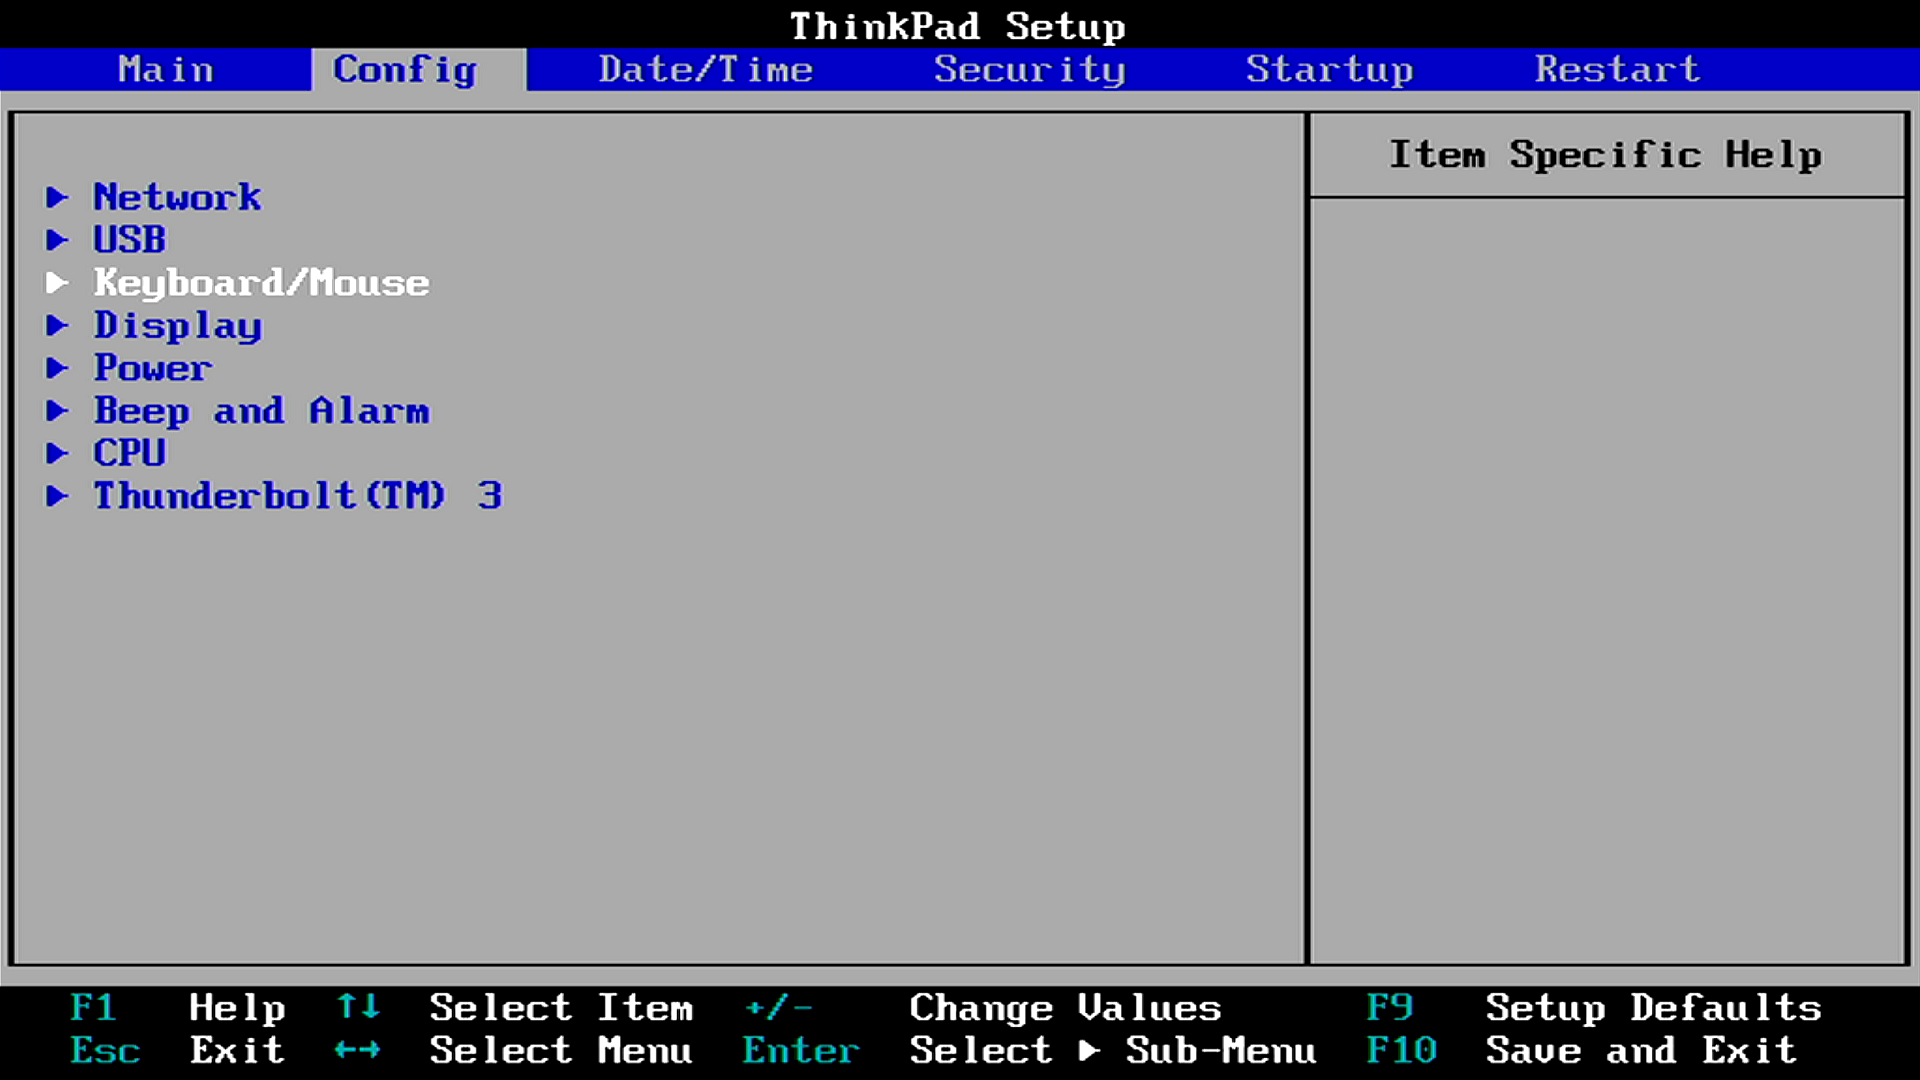 ThinkPad Setup
Main Config Date/Time Security Startup Restart
Item Specific Help
► Network
► USB
► Keyboard/Mouse
► Display
► Power
► Beep and Alarm
► CPU
► Thunderbolt(TM) 3
F1 Help ↑↓ Select Item +/- Change Values F9 Setup Defaults
Esc Exit ←→ Select Menu Enter Select ► Sub-Menu F10 Save and Exit